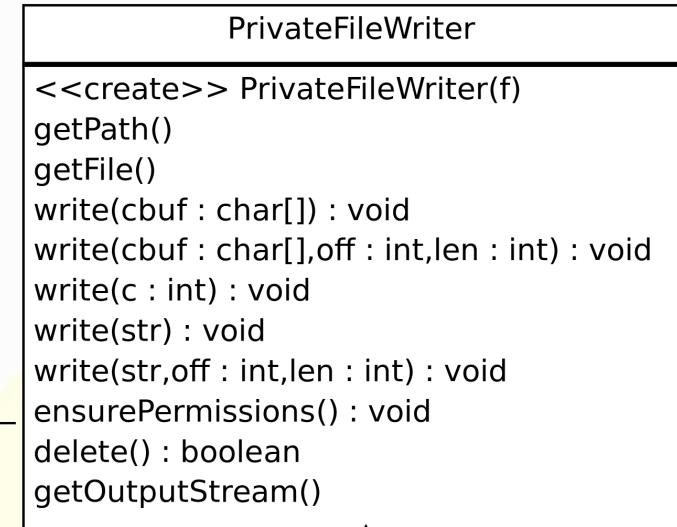 PrivateFileWriter
<<create>> PrivateFileWriter(f)
getPath()
getFile()
write(cbuf : char[]) : void
write(cbuf : char[],off : int,len : int) : void
write(c : int) : void
write(str) : void
write(str,off : int,len : int) : void
ensurePermissions() : void
delete() : boolean
getOutputStream()